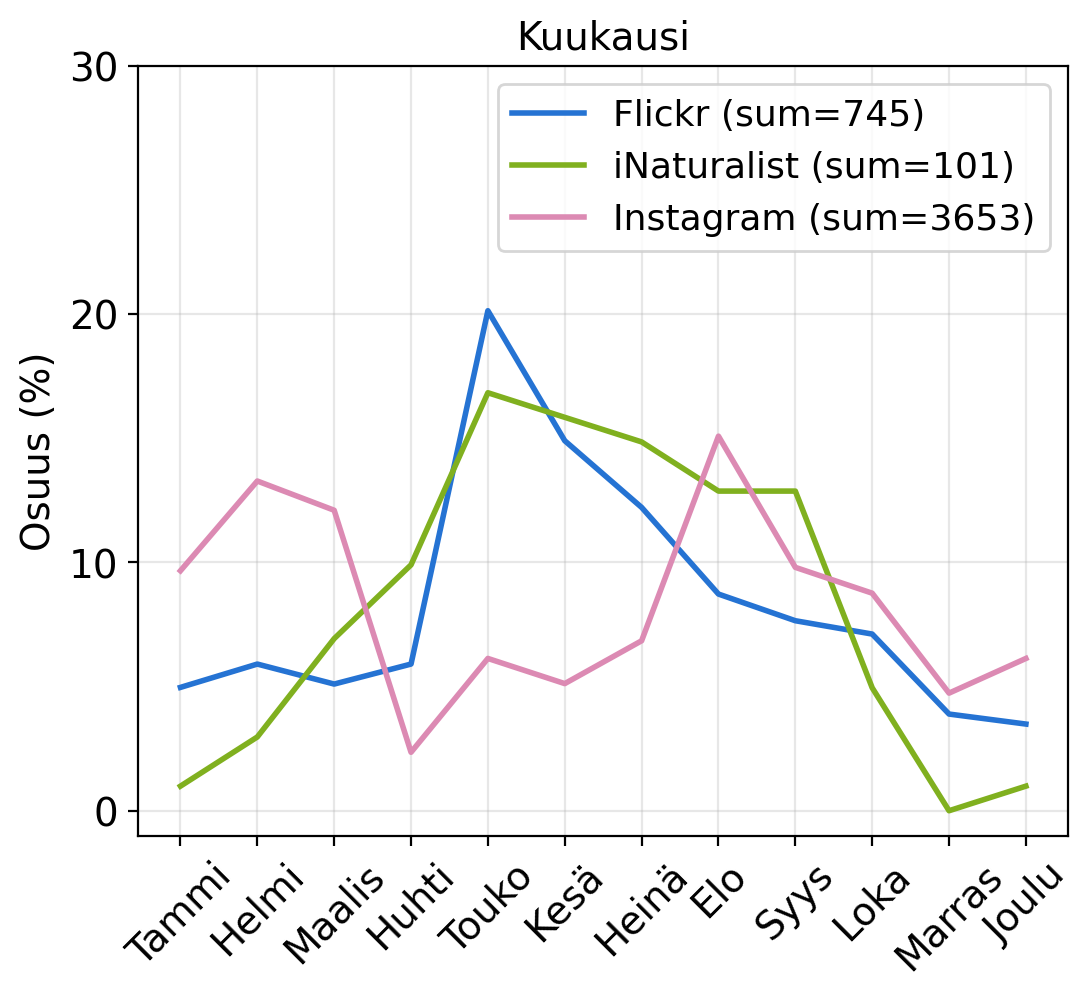 Kuukausi
30
20
10
0
Osuus (%)
Flickr (sum=745)
iNaturalist (sum=101)
Instagram (sum=3653)
Tammi
Helmi
Maalis
Huhti
Touko
Kesä
Heinä
Elo
Syys
Loka
Marras
Joulu